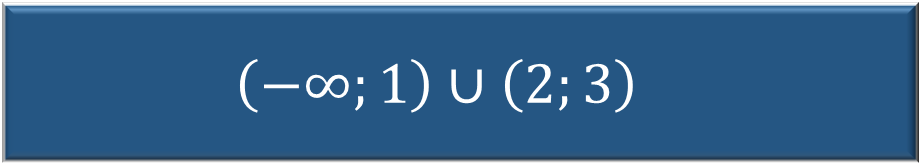 (−∞; 1) ∪ (2; 3)